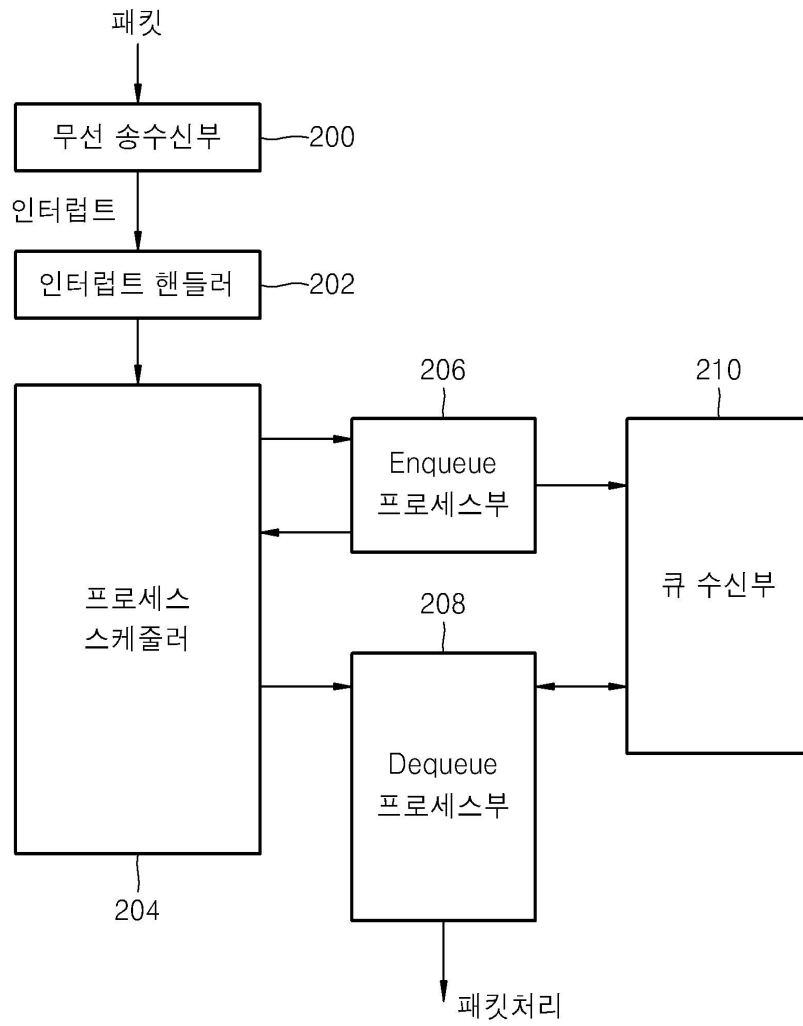 패킷
무선 송수신부
200
인터럽트
인터럽트 핸들러
202
206
210
Enqueue
프로세스부
큐 수신부
프로세스
스케줄러
208
Dequeue
프로세스부
204
패킷처리